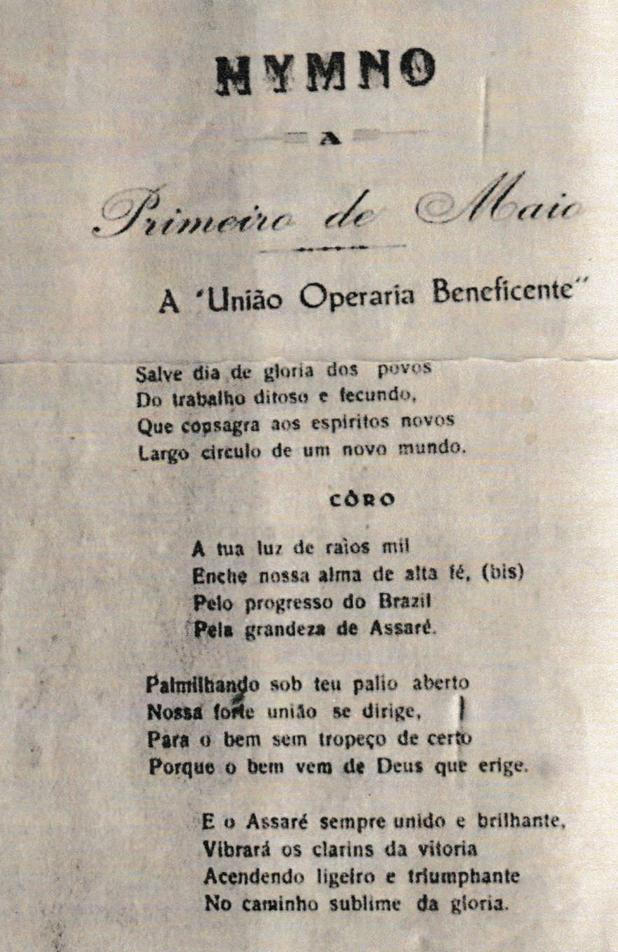 HYMNO
A
Primeiro de Maio
A "União Operaria Beneficente"
Salve dia de gloria dos povos
Do trabalho ditoso e fecundo,
Que consagra aos espiritos novos
Largo circulo de um novo mundo.
CÔRO
A tua luz de raios mil
Enche nossa alma de alta fé, (bis)
Pelo progresso do Brazil
Pela grandeza de Assaré.
Palmilhando sob teu palio aberto
Nossa forte união se dirige,
Para o bem sem tropeço de certo
Porque o bem vem de Deus que erige.
E o Assaré sempre unido e brilhante,
Vibrará os clarins da vitoria
Acendendo ligeiro e triumphante
No caminho sublime da gloria.